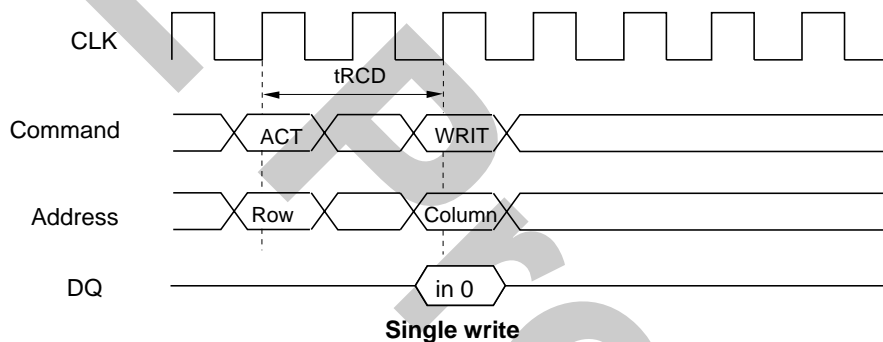 CLK
tRCD
Command ACT WRIT
Address Row Column
DQ in 0
Single write